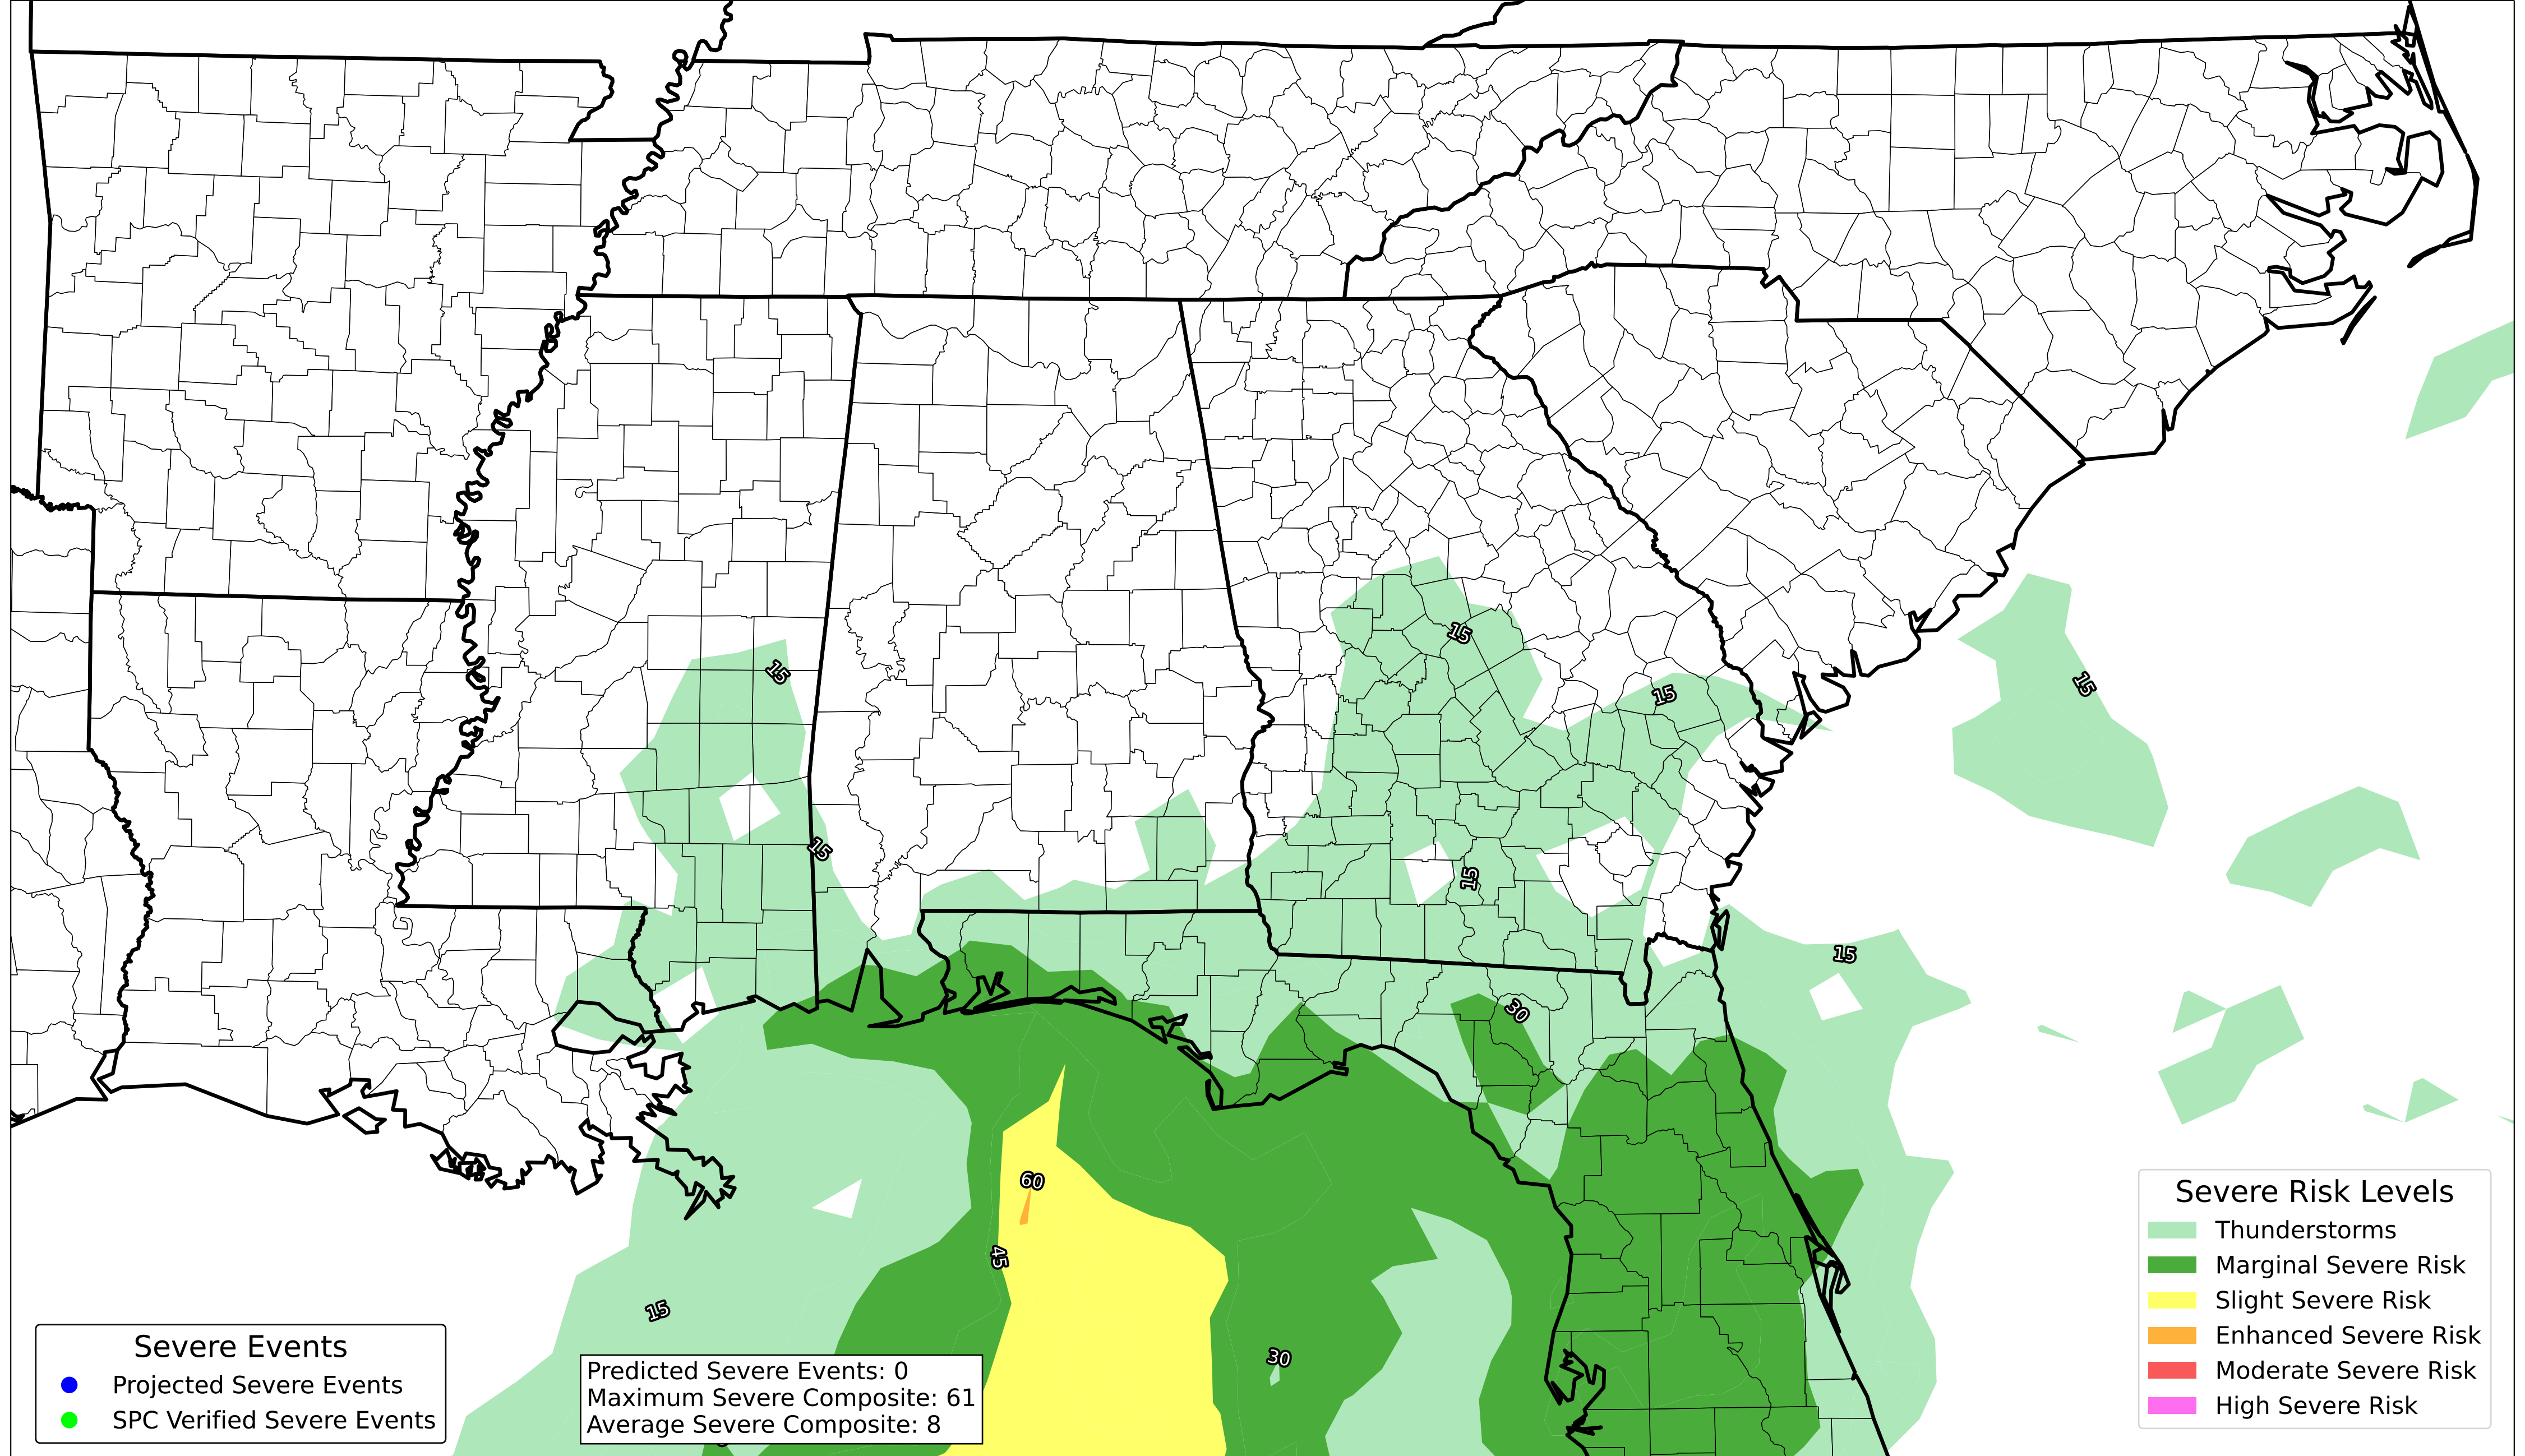 15
15
15
15
15
15
15
30
60
45
15
30
Severe Events
Projected Severe Events
SPC Verified Severe Events
Predicted Severe Events: 0
Maximum Severe Composite: 61
Average Severe Composite: 8
Severe Risk Levels
Thunderstorms
Marginal Severe Risk
Slight Severe Risk
Enhanced Severe Risk
Moderate Severe Risk
High Severe Risk